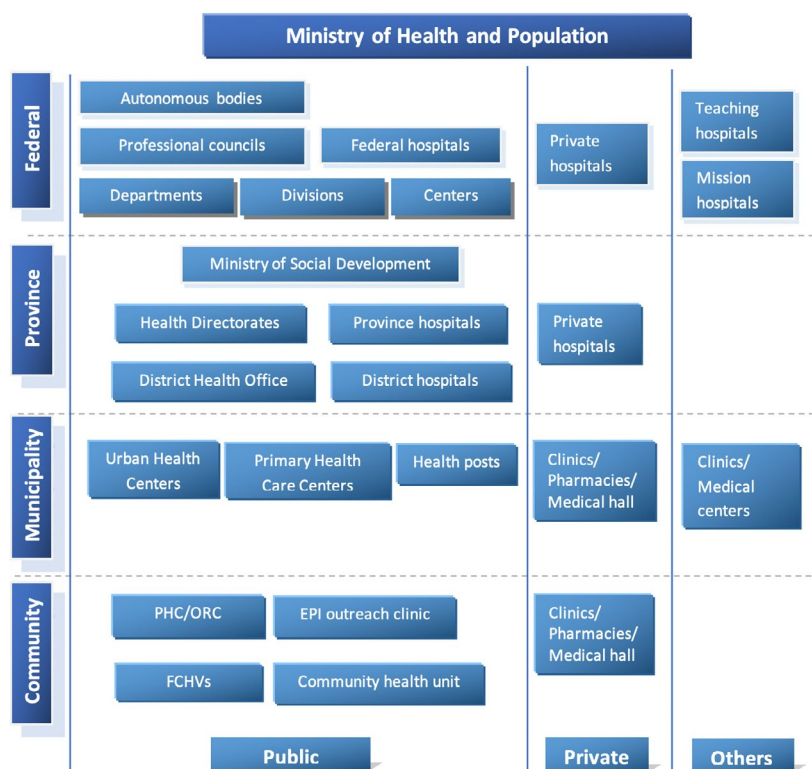 Ministry of Health and Population
Federal
Autonomous bodies
Professional councils
Federal hospitals
Departments
Divisions
Centers
Private
hospitals
Teaching
hospitals
Mission
hospitals
Province
Ministry of Social Development
Health Directorates
Province hospitals
District Health Office
District hospitals
Private
hospitals
Municipality
Urban Health
Centers
Primary Health
Care Centers
Health posts
Clinics/
Pharmacies/
Medical hall
Clinics/
Medical
centers
Community
PHC/ORC
EPI outreach clinic
FCHVs
Community health unit
Clinics/
Pharmacies/
Medical hall
Public
Private
Others